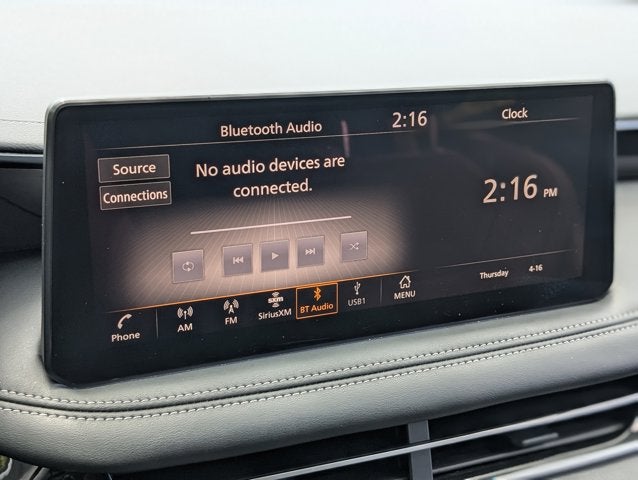 Bluetooth Audio
2:16
Clock
Source
No audio devices are
connected.
Connections
2:16 PM
Thursday 4-16
Phone
AM
FM
sxm
SiriusXM
BT Audio
USB1
MENU